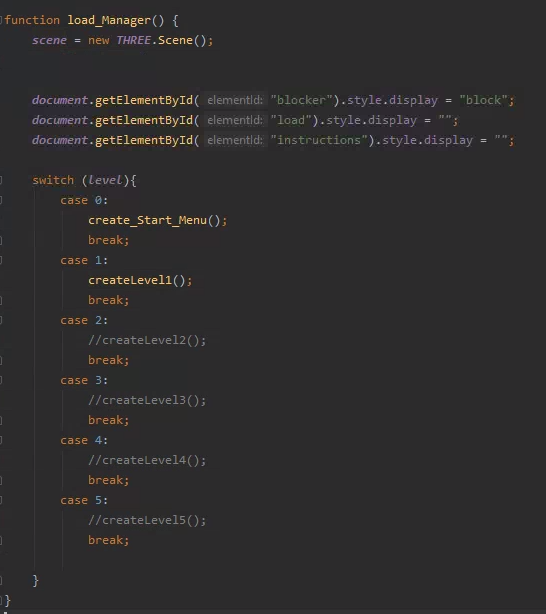 function load_Manager() {
scene = new THREE.Scene();
document.getElementById( elementId: "blocker").style.display = "block";
document.getElementById( elementId: "load").style.display = "";
document.getElementById( elementId: "instructions").style.display = "";
switch (level){
case 0:
create_Start_Menu();
break;
case 1:
createLevel1();
break;
case 2:
//createLevel2();
break;
case 3:
//createLevel3();
break;
case 4:
//createLevel4();
break;
case 5:
//createLevel5();
break;
}
}